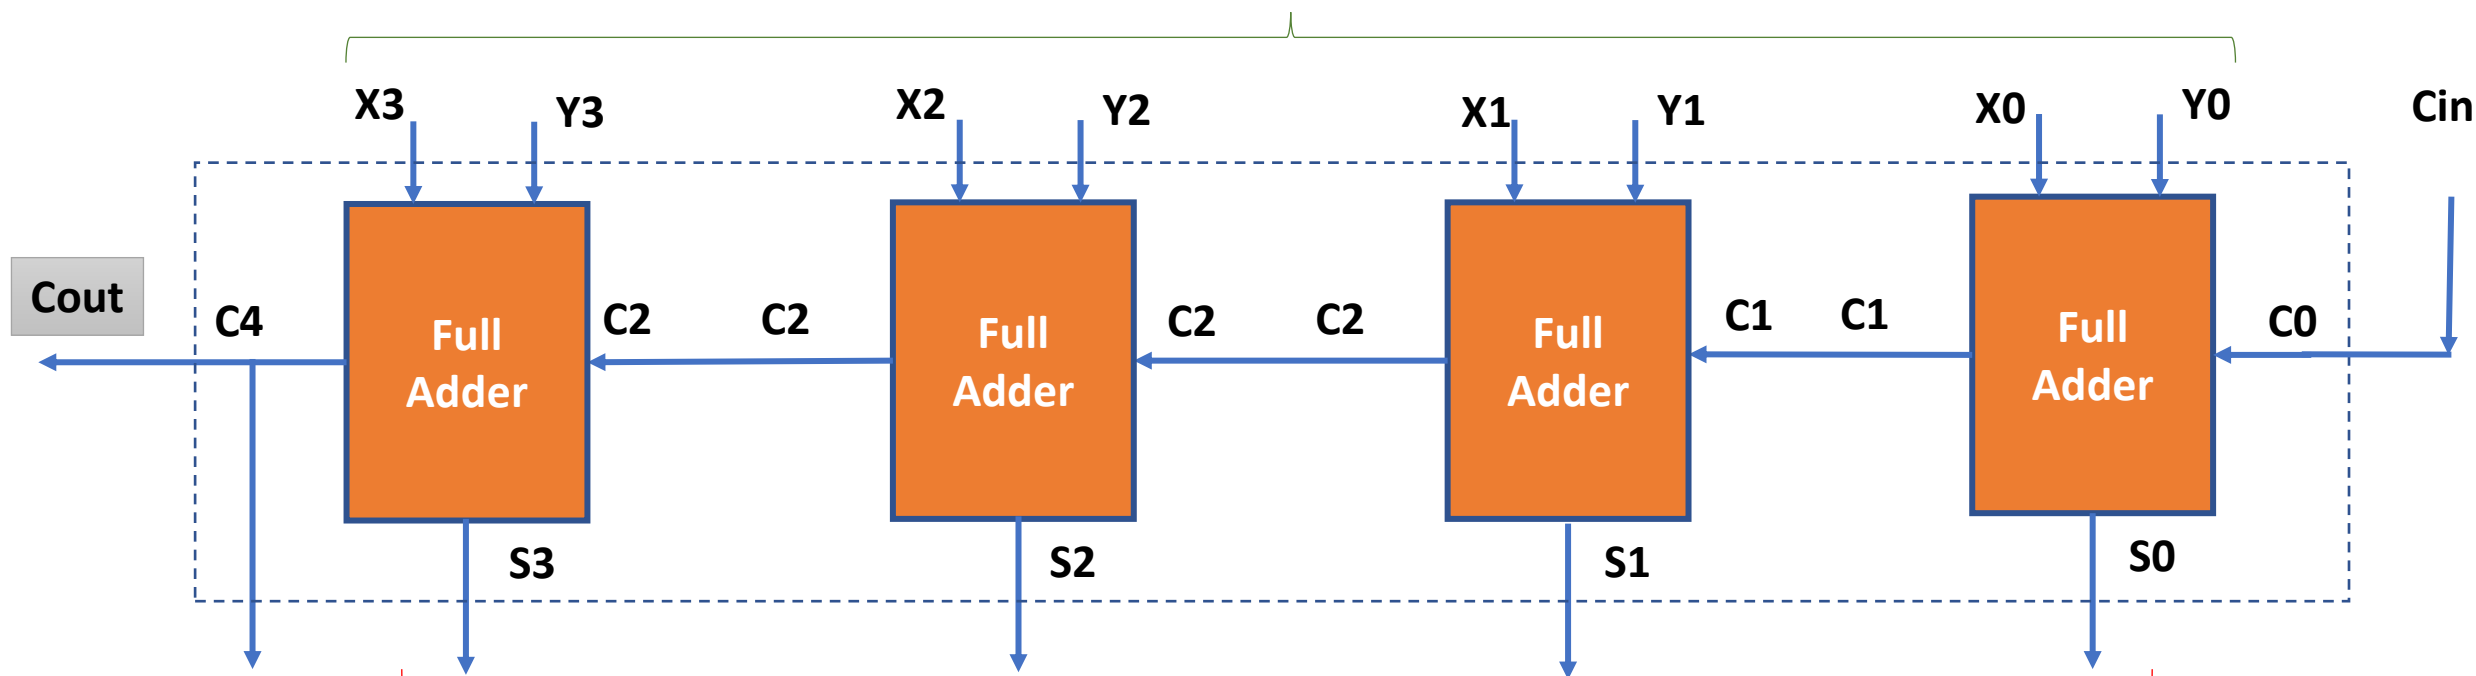 X3 Y3 X2 Y2 X1 Y1 X0 Y0 Cin
Cout C4 C2 C2 C2 C2 C1 C1 C0
Full Full Full Full
Adder Adder Adder Adder
S3 S2 S1 S0